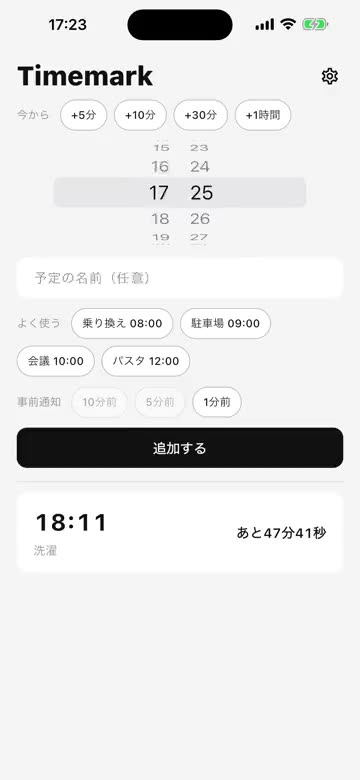 17:23
Timemark
今から +5分 +10分 +30分 +1時間
15 23
16 24
17 25
18 26
19 27
予定の名前（任意）
よく使う 乗り換え 08:00 駐車場 09:00
会議 10:00 パスタ 12:00
事前通知 10分前 5分前 1分前
追加する
18:11
あと47分41秒
洗濯